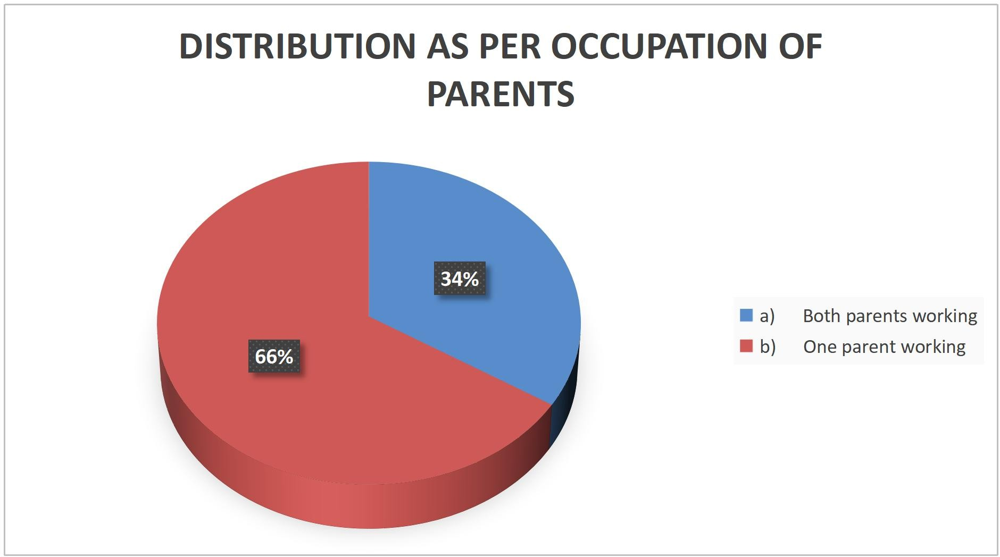 DISTRIBUTION AS PER OCCUPATION OF
PARENTS
34%
66%
a) Both parents working
b) One parent working